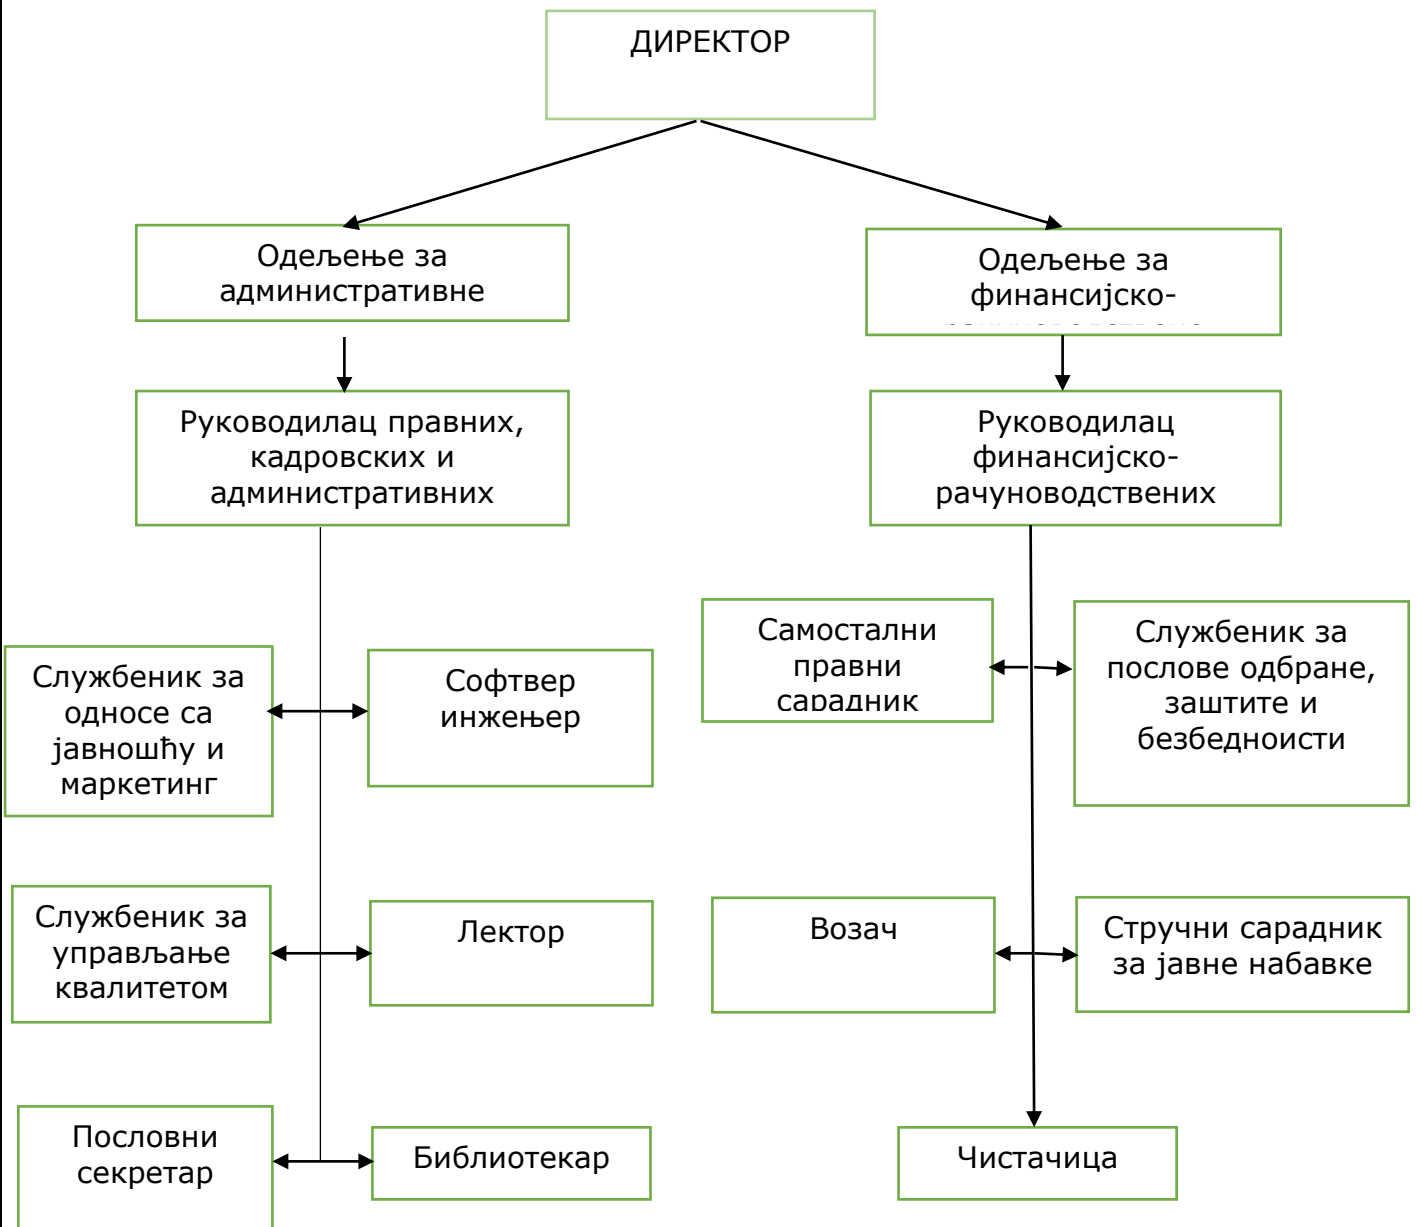 ДИРЕКТОР
Одељење за
административне
Одељење за
финансијско-
Руководилац правних,
кадровских и
административних
Руководилац
финансијско-
рачуноводствених
Службеник за
односе са
јавношћу и
маркетинг
Софтвер
инжењер
Самостални
правни
сарадник
Службеник за
послове одбране,
заштите и
безбедноисти
Службеник за
управљање
квалитетом
Лектор
Возач
Стручни сарадник
за јавне набавке
Пословни
секретар
Библиотекар
Чистачица